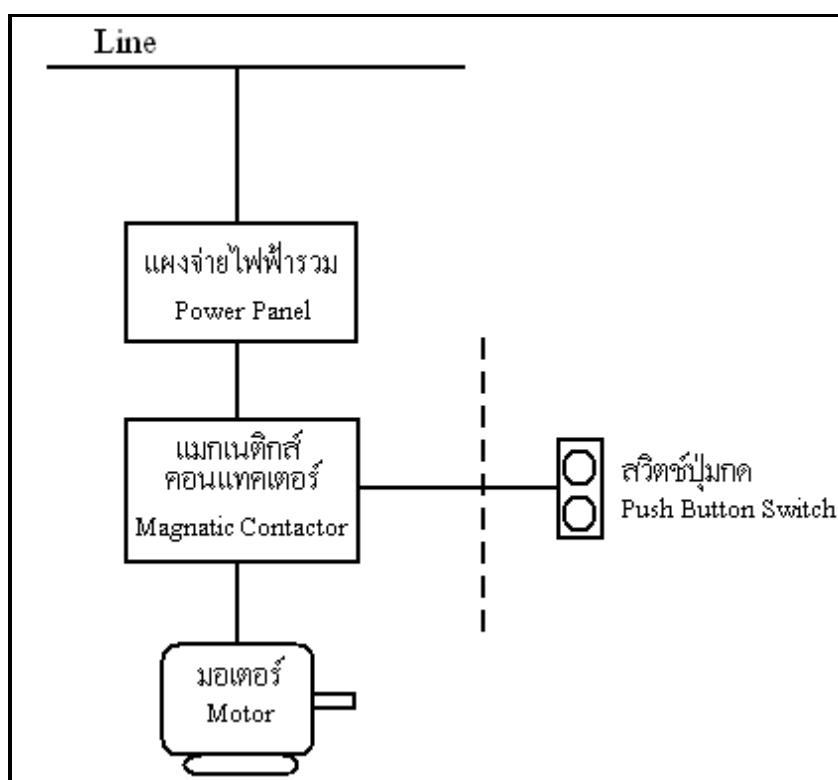 Line
แผงจ่ายไฟฟ้ารวม
Power Panel
แมกเนติกส์
คอนแทคเตอร์
Magnatic Contactor
สวิตช์ปุ่มกด
Push Button Switch
มอเตอร์
Motor